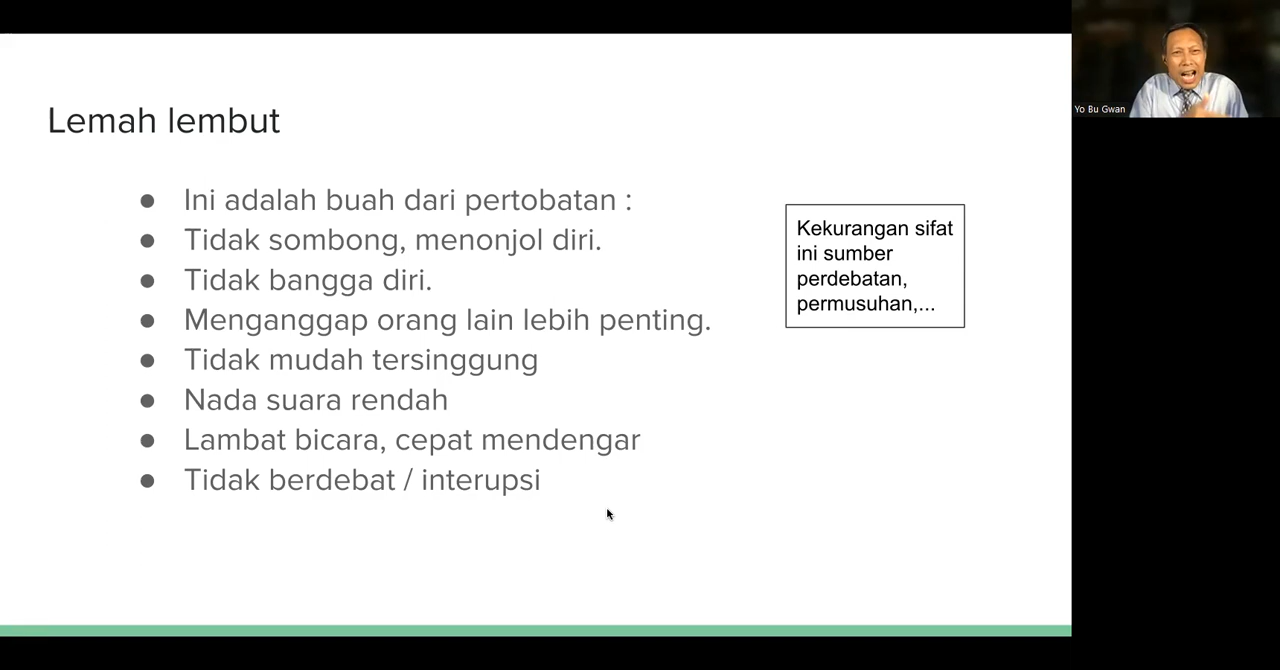 Lemah lembut
● Ini adalah buah dari pertobatan :
● Tidak sombong, menonjol diri.
● Tidak bangga diri.
● Menganggap orang lain lebih penting.
● Tidak mudah tersinggung
● Nada suara rendah
● Lambat bicara, cepat mendengar
● Tidak berdebat / interupsi
Kekurangan sifat
ini sumber
perdebatan,
permusuhan,...
Yo Bu Gwan